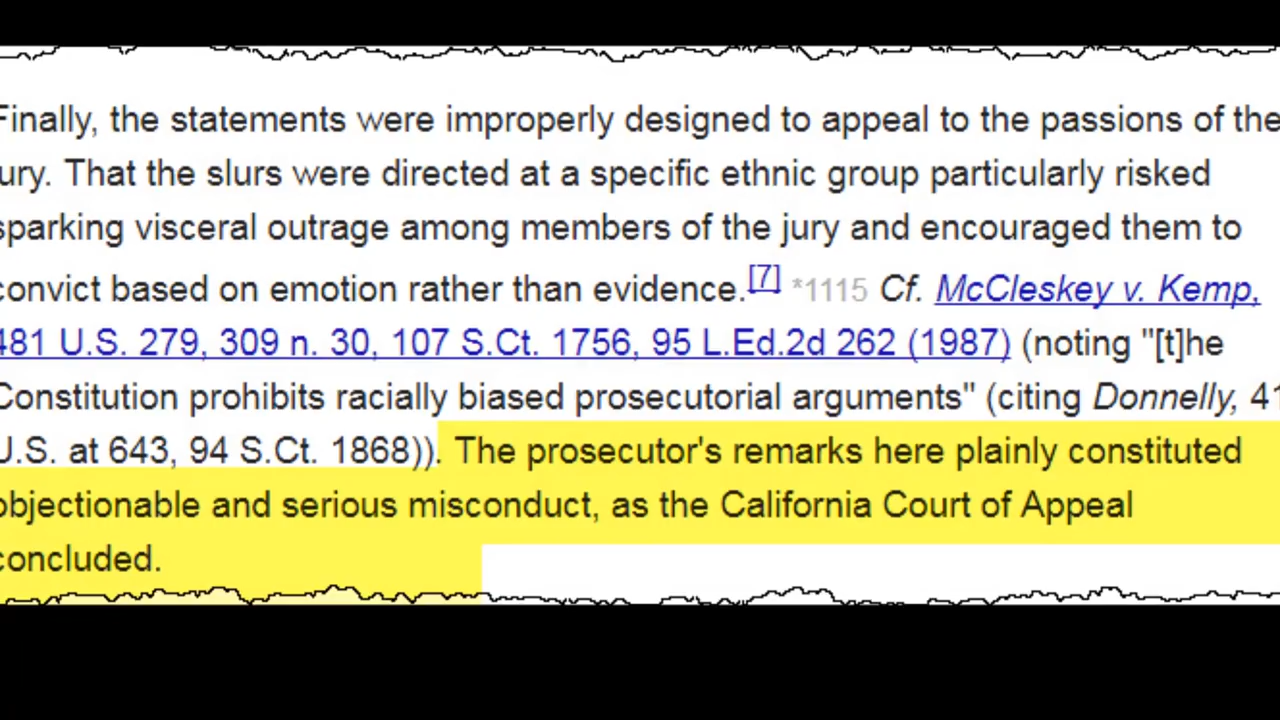 Finally, the statements were improperly designed to appeal to the passions of the
jury. That the slurs were directed at a specific ethnic group particularly risked
sparking visceral outrage among members of the jury and encouraged them to
convict based on emotion rather than evidence.[7] *1115 Cf. McCleskey v. Kemp,
481 U.S. 279, 309 n. 30, 107 S.Ct. 1756, 95 L.Ed.2d 262 (1987) (noting "[t]he
Constitution prohibits racially biased prosecutorial arguments" (citing Donnelly,
U.S. at 643, 94 S.Ct. 1868)). The prosecutor's remarks here plainly constituted
objectionable and serious misconduct, as the California Court of Appeal
concluded.